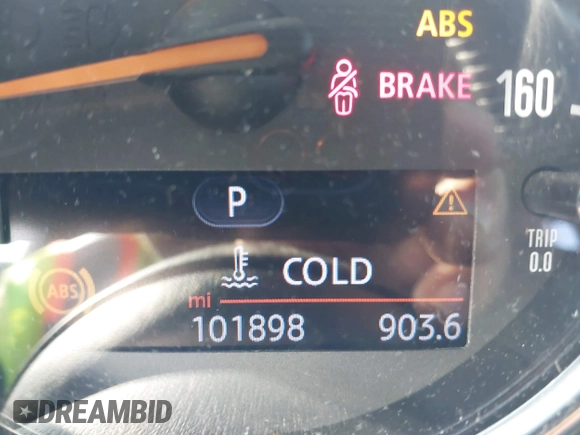 ABS
BRAKE
160
P
TRIP
0.0
COLD
ABS
mi
101898 903.6
DREAMBID